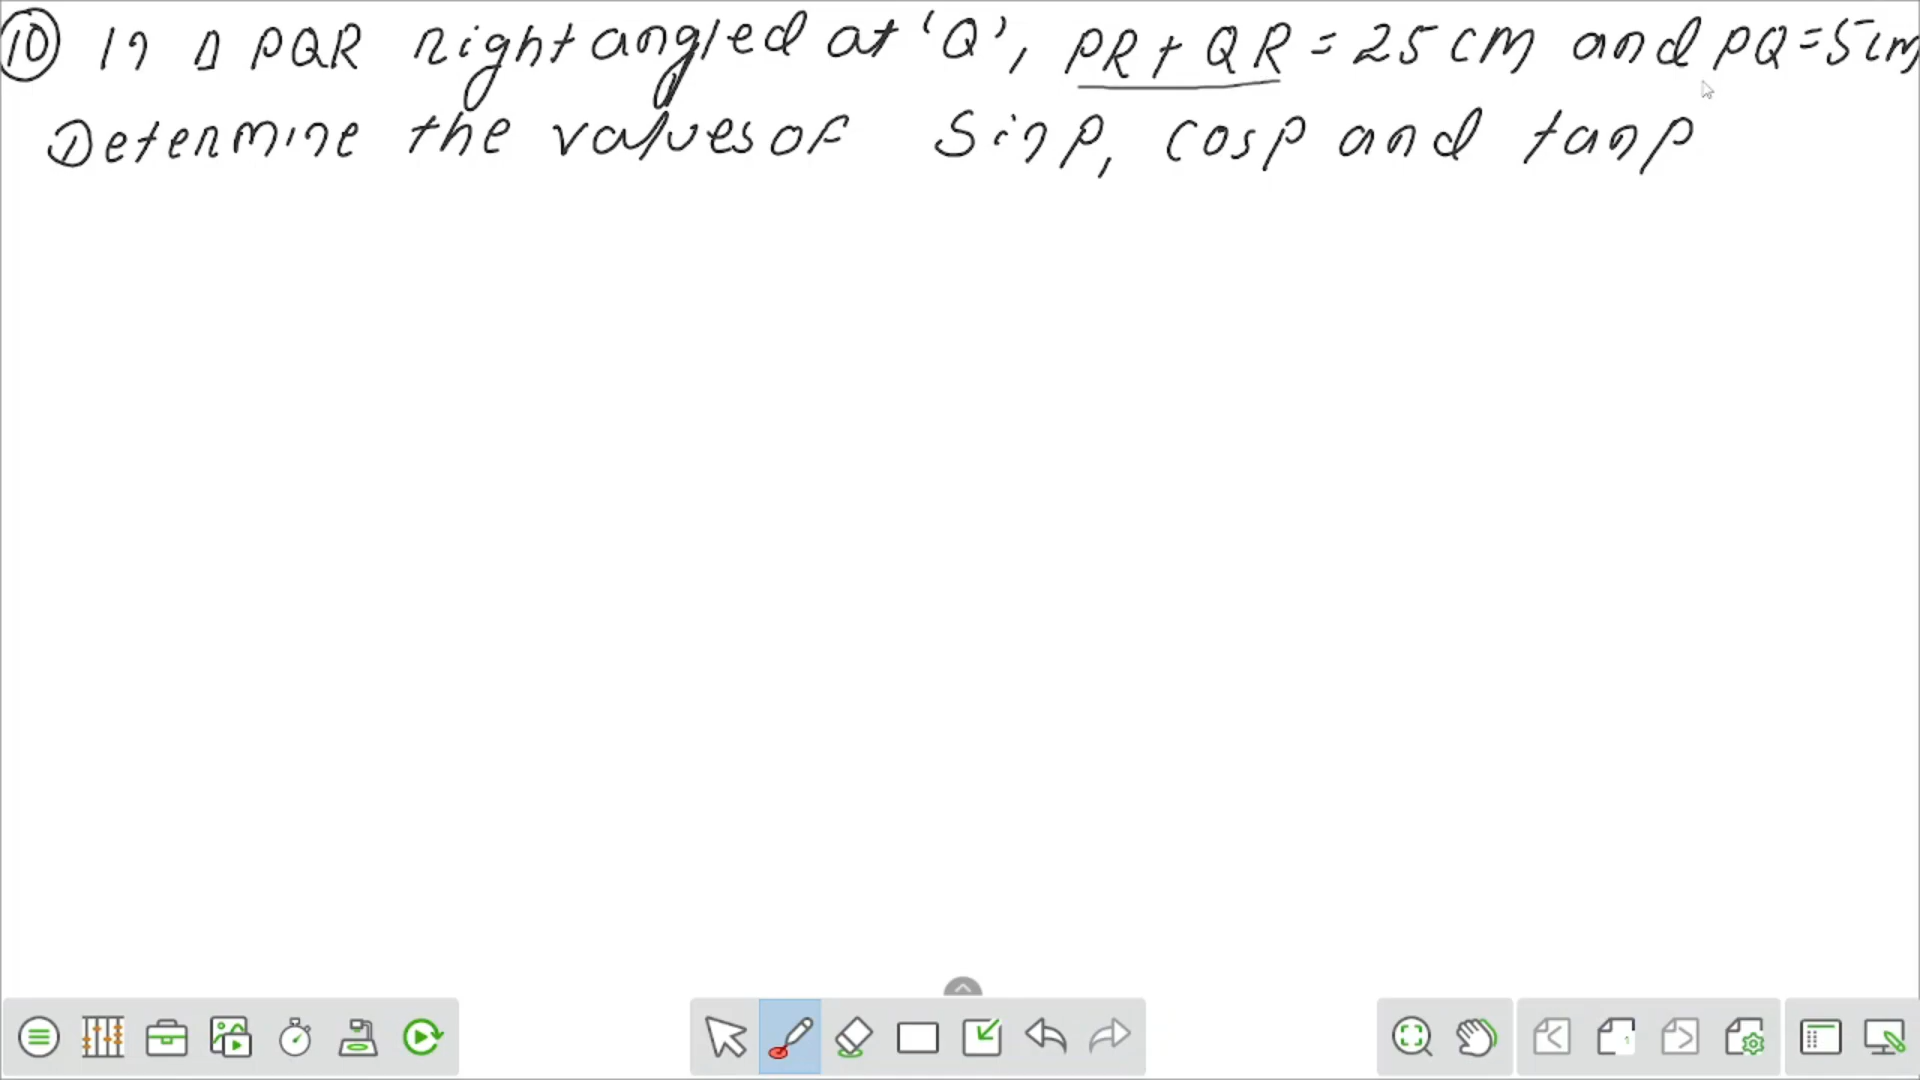 10 In Δ PQR right angled at 'Q', PR + QR = 25 cm and PQ = 5 cm
Determine the values of Sin P, cos P and tan P
1